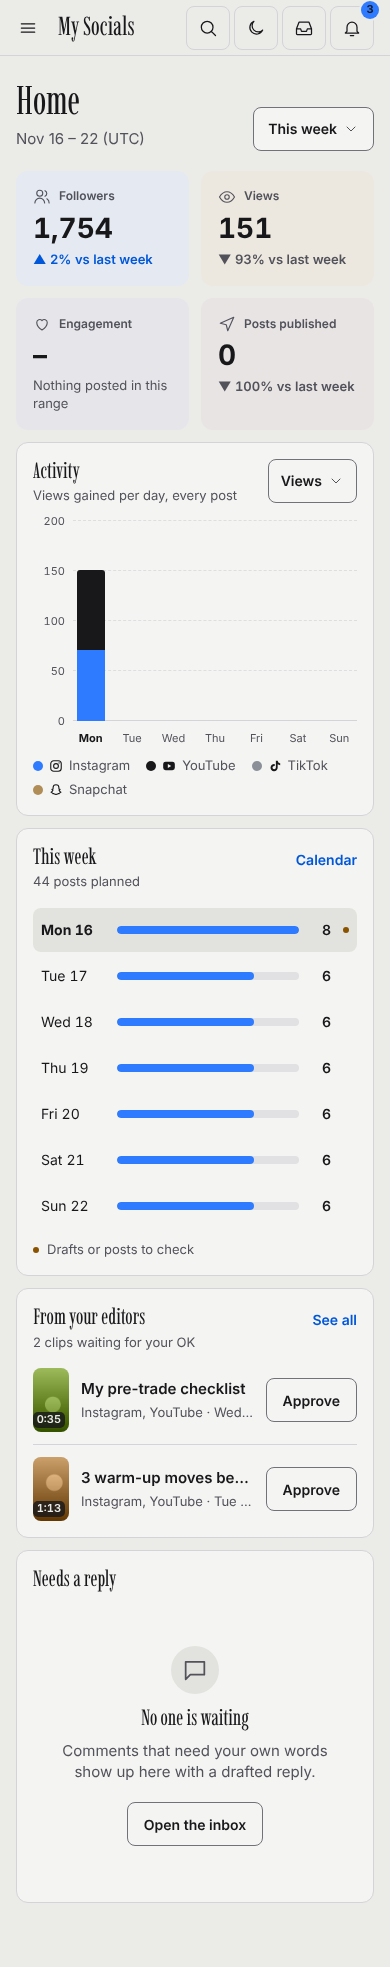 My Socials
3
Home
Nov 16 – 22 (UTC)
This week
Followers
1,754
▲ 2% vs last week
Views
151
▼ 93% vs last week
Engagement
–
Nothing posted in this
range
Posts published
0
▼ 100% vs last week
Activity
Views gained per day, every post
Views
200
150
100
50
0
Mon Tue Wed Thu Fri Sat Sun
Instagram YouTube TikTok
Snapchat
This week
44 posts planned
Calendar
Mon 16 8
Tue 17 6
Wed 18 6
Thu 19 6
Fri 20 6
Sat 21 6
Sun 22 6
Drafts or posts to check
From your editors
2 clips waiting for your OK
See all
0:35
My pre-trade checklist
Instagram, YouTube · Wed...
Approve
1:13
3 warm-up moves be...
Instagram, YouTube · Tue ...
Approve
Needs a reply
No one is waiting
Comments that need your own words
show up here with a drafted reply.
Open the inbox